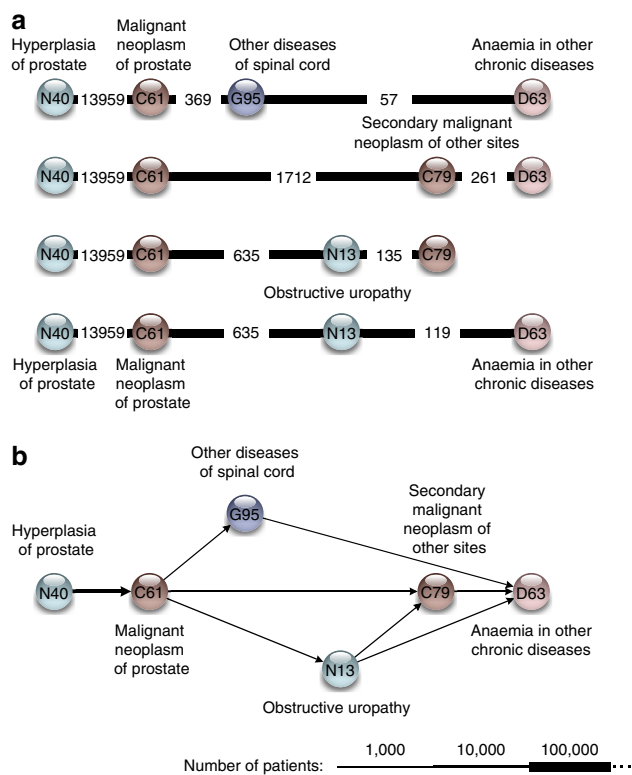 a
Hyperplasia
of prostate
Malignant
neoplasm
of prostate
Other diseases
of spinal cord
Anaemia in other
chronic diseases
N40 13959 C61 369 G95 57 D63
Secondary malignant
neoplasm of other sites
N40 13959 C61 1712 C79 261 D63
N40 13959 C61 635 N13 135 C79
Obstructive uropathy
N40 13959 C61 635 N13 119 D63
Hyperplasia
of prostate
Malignant
neoplasm
of prostate
Anaemia in other
chronic diseases
b
Other diseases
of spinal cord
G95
Secondary
malignant
neoplasm of
other sites
Hyperplasia
of prostate
N40 C61 C79 D63
Malignant
neoplasm
of prostate
Anaemia in other
chronic diseases
N13
Obstructive uropathy
1,000 10,000 100,000
Number of patients: